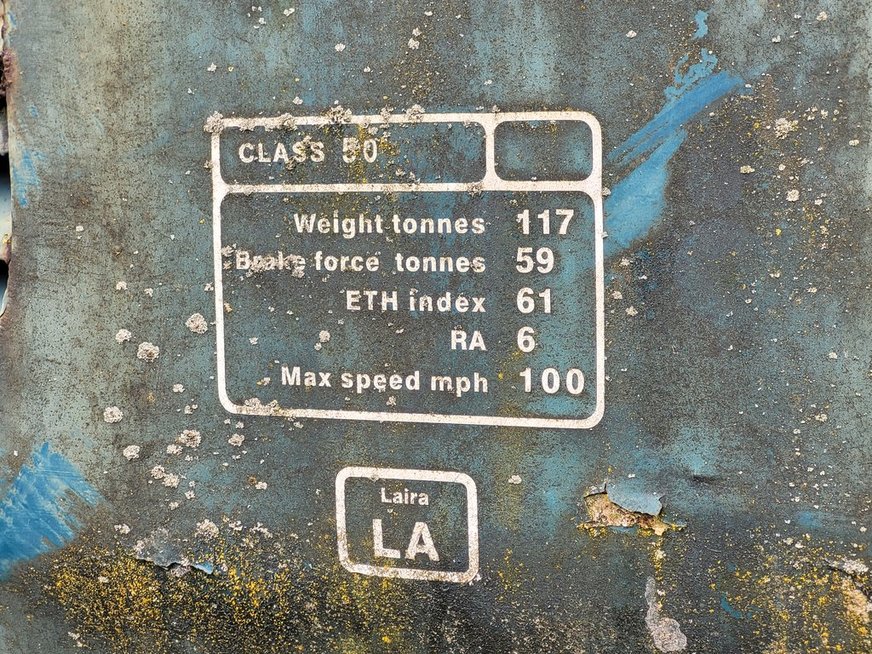 CLASS 50
Weight tonnes 117
Brake force tonnes 59
ETH index 61
RA 6
Max speed mph 100
Laira
LA